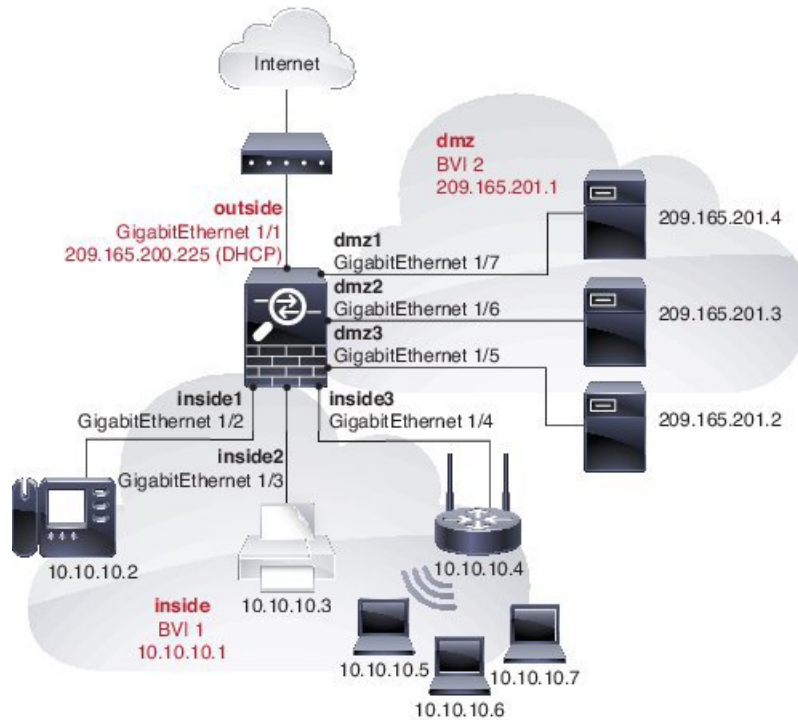 Internet
outside
GigabitEthernet 1/1
209.165.200.225 (DHCP)
dmz
BVI 2
209.165.201.1
dmz1
GigabitEthernet 1/7
209.165.201.4
dmz2
GigabitEthernet 1/6
209.165.201.3
dmz3
GigabitEthernet 1/5
209.165.201.2
inside1
GigabitEthernet 1/2
inside2
GigabitEthernet 1/3
inside3
GigabitEthernet 1/4
10.10.10.2
10.10.10.3
10.10.10.4
inside
BVI 1
10.10.10.1
10.10.10.5
10.10.10.6
10.10.10.7